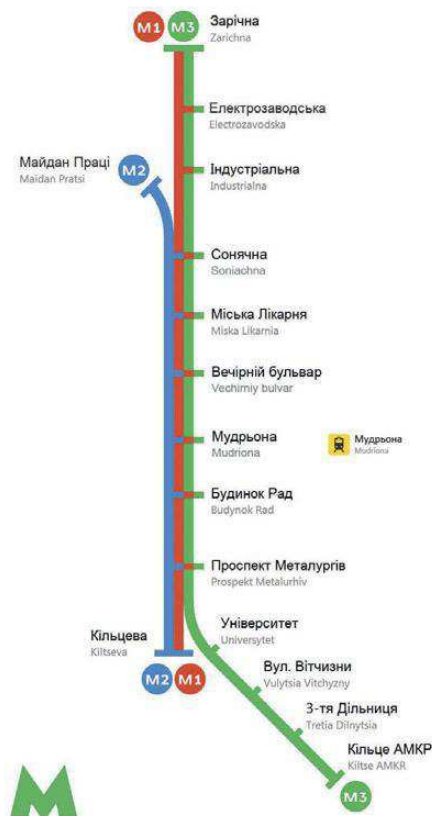 M1 M3
Зарічна
Zarichna
Електрозаводська
Electrozavodska
Майдан Праці
Maidan Pratsi
M2
Індустріальна
Industrialna
Сонячна
Soniachna
Міська Лікарня
Miska Likarnia
Вечірній бульвар
Vechirniy bulvar
Мудрьона
Mudriona
Мудрьона
Mudriona
Будинок Рад
Budynok Rad
Проспект Металургів
Prospekt Metalurhiv
Університет
Universytet
Кільцева
Kiltseva
M2 M1
Вул. Вітчизни
Vulytsia Vitchyzny
3-тя Дільниця
Tretia Dilnytsia
Кільце АМКР
Kiltse AMKR
M3
M